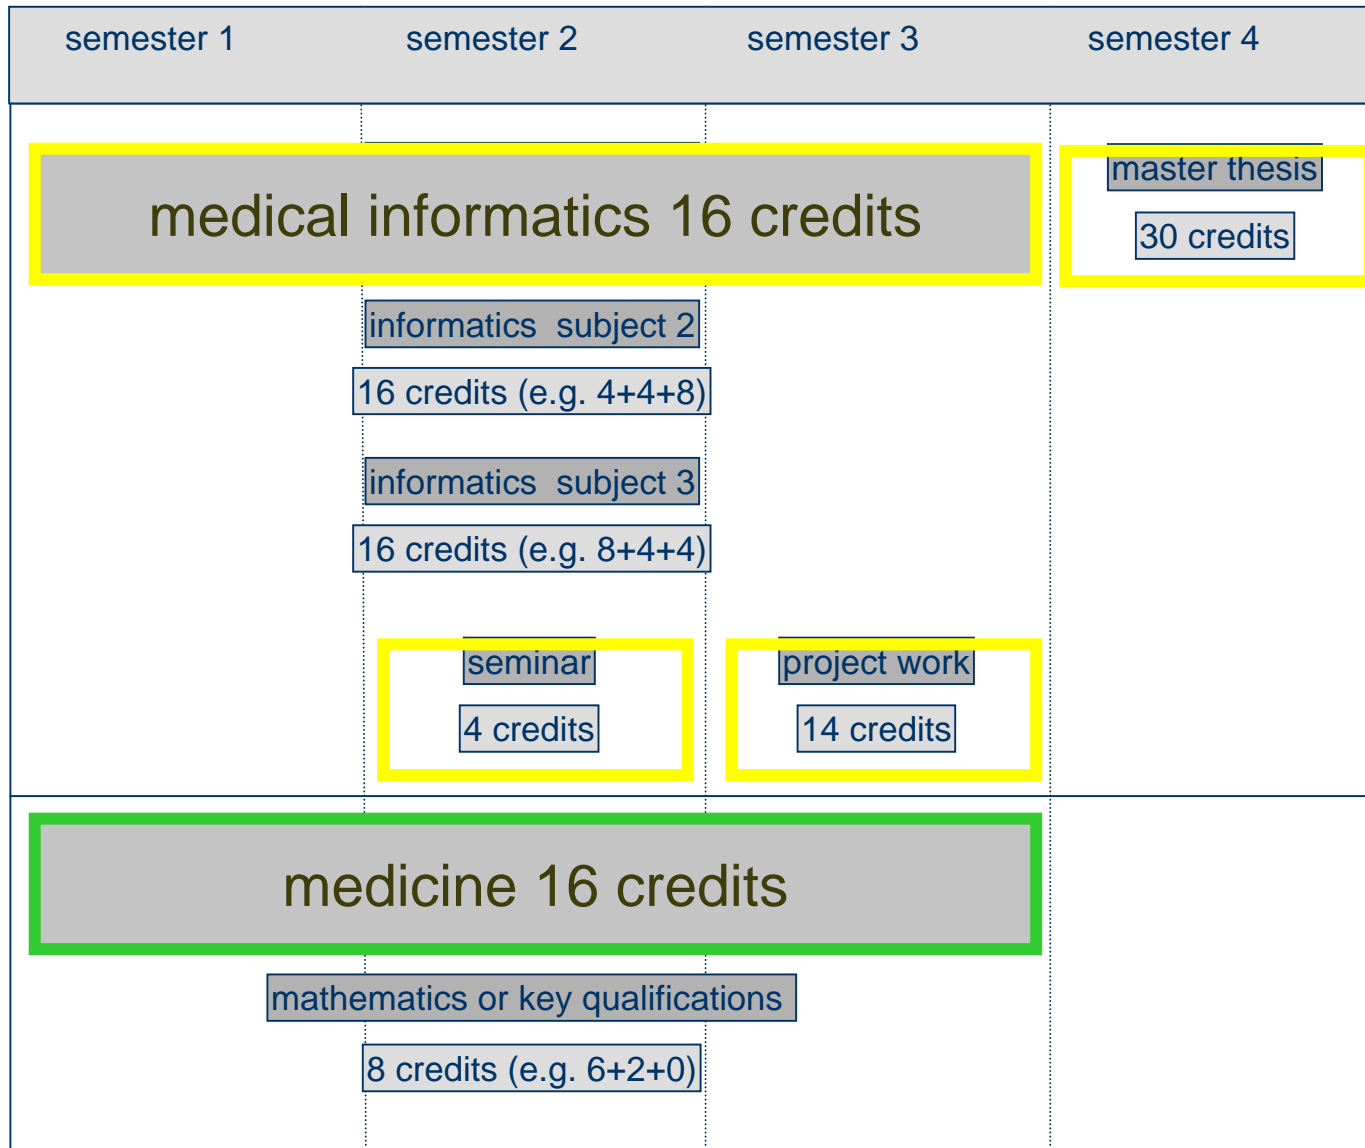 semester 1 semester 2 semester 3 semester 4
medical informatics 16 credits
master thesis
30 credits
informatics subject 2
16 credits (e.g. 4+4+8)
informatics subject 3
16 credits (e.g. 8+4+4)
seminar
4 credits
project work
14 credits
medicine 16 credits
mathematics or key qualifications
8 credits (e.g. 6+2+0)